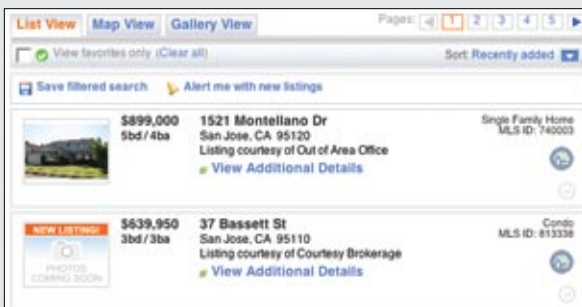 List View Map View Gallery View Pages: 1 2 3 4 5
View favorites only (Clear all) Sort: Recently added
Save filtered search Alert me with new listings
$899,000 1521 Montellano Dr Single Family Home
5bd/4ba San Jose, CA 95120 MLS ID: 740003
Listing courtesy of Out of Area Office
View Additional Details
NEW LISTING! $639,950 37 Bassett St Condo
3bd/3ba San Jose, CA 95110 MLS ID: 813338
Listing courtesy of Courtesy Brokerage
PHOTOS View Additional Details
COMING SOON